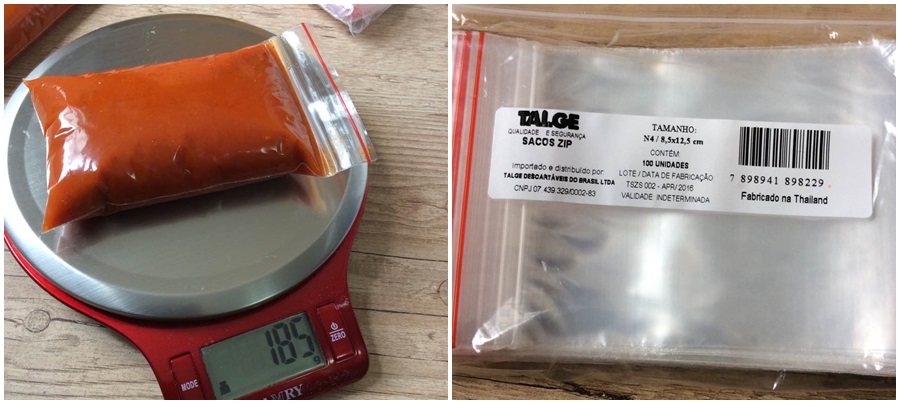 185
g
ZERO
MODE
TALGE
QUALIDADE E SEGURANÇA
SACOS ZIP
Importado e distribuído por
TALGE DESCARTÁVEIS DO BRASIL LTDA
CNPJ 07 439.329/0002-83
TAMANHO:
N4 / 8,5x12,5 cm
CONTÉM:
100 UNIDADES
LOTE / DATA DE FABRICAÇÃO
TSZS 002 - APR/2016
VALIDADE INDETERMINADA
7 898941 898229
Fabricado na Thailand